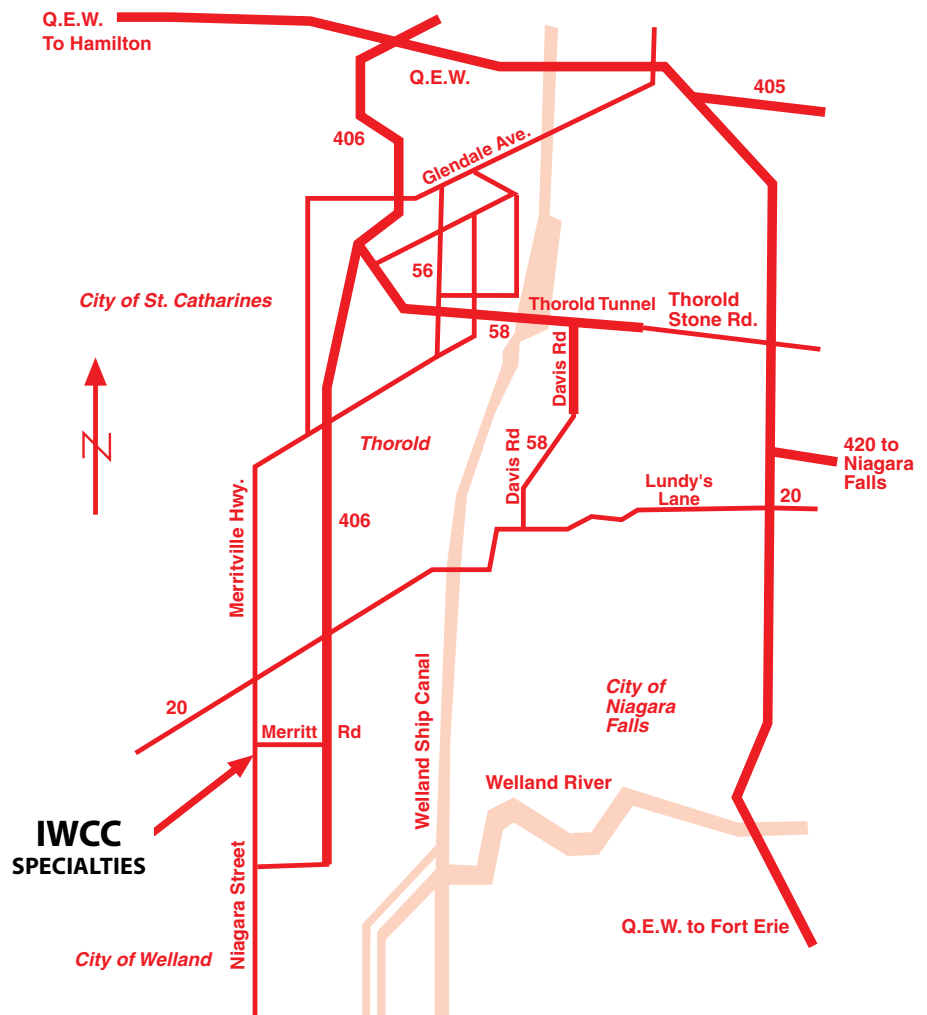 Q.E.W.
To Hamilton
Q.E.W.
405
406
Glendale Ave.
56
City of St. Catharines
Thorold Tunnel
Thorold
Stone Rd.
58
Davis Rd
N
Thorold
58
Davis Rd
420 to
Niagara
Falls
Lundy's
Lane
20
Merritville Hwy.
406
20
City of
Niagara
Falls
Merritt Rd
Welland Ship Canal
Welland River
IWCC
SPECIALTIES
Niagara Street
Q.E.W. to Fort Erie
City of Welland